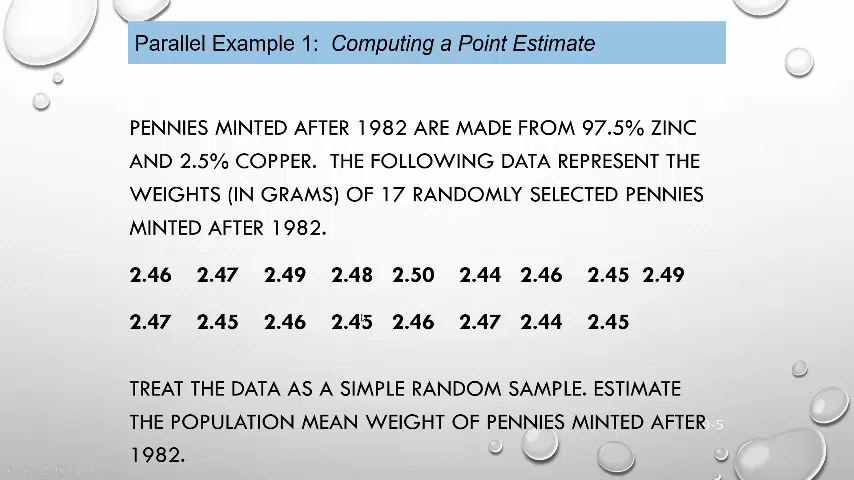 Parallel Example 1: Computing a Point Estimate
PENNIES MINTED AFTER 1982 ARE MADE FROM 97.5% ZINC
AND 2.5% COPPER. THE FOLLOWING DATA REPRESENT THE
WEIGHTS (IN GRAMS) OF 17 RANDOMLY SELECTED PENNIES
MINTED AFTER 1982.
2.46 2.47 2.49 2.48 2.50 2.44 2.46 2.45 2.49
2.47 2.45 2.46 2.45 2.46 2.47 2.44 2.45
TREAT THE DATA AS A SIMPLE RANDOM SAMPLE. ESTIMATE
THE POPULATION MEAN WEIGHT OF PENNIES MINTED AFTER
1982.